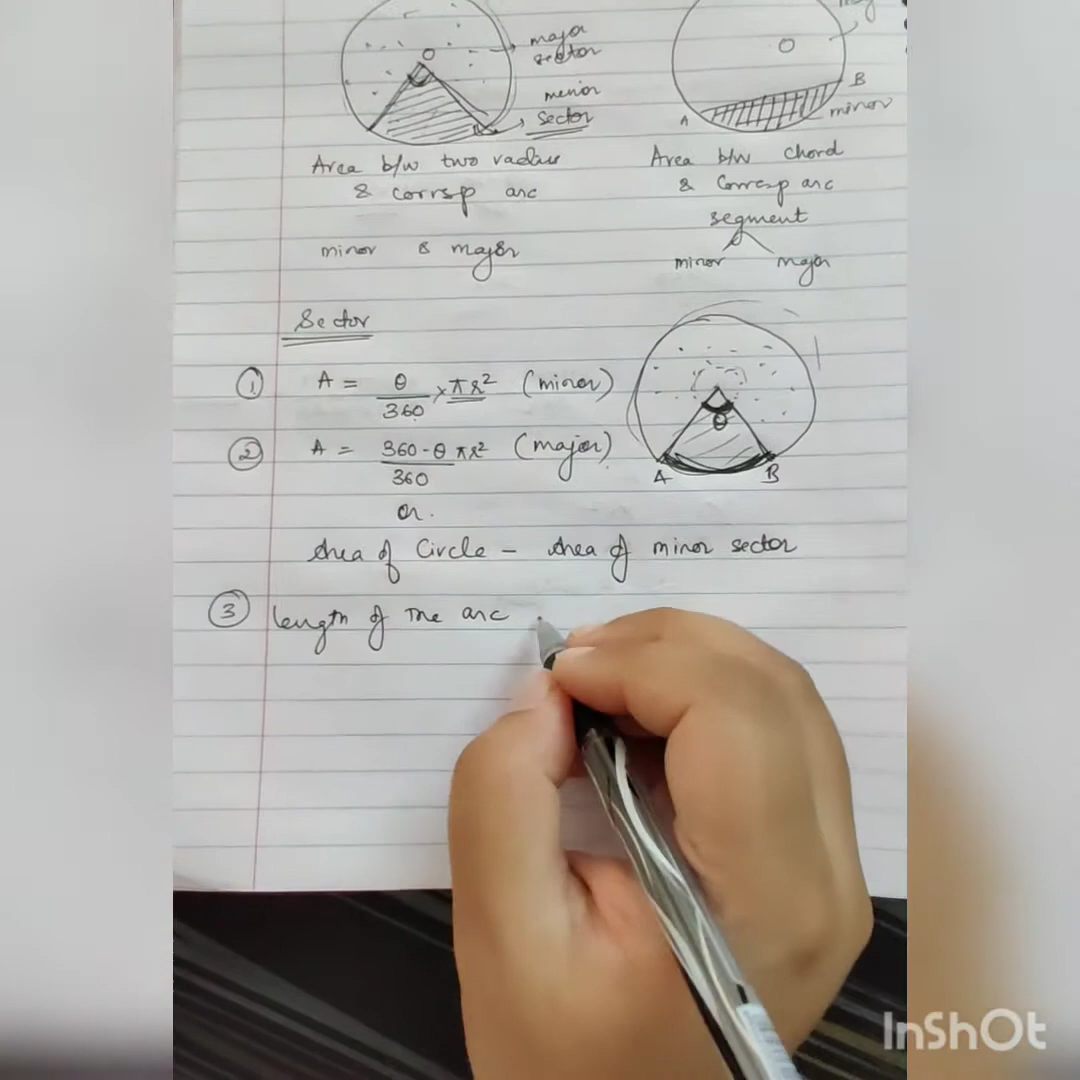 O
major
sector
menior
sector
Area b/w two radius
& corrsp arc
minor & major
O
B
A
minor
Area b/w chord
& Corresp arc
segment
minor major
Sector
① A = θ/360 × πr² (minor)
② A = 360-θ/360 πr² (major)
or.
Area of Circle - Area of minor sector
③ length of the arc
θ
A B
InShOt